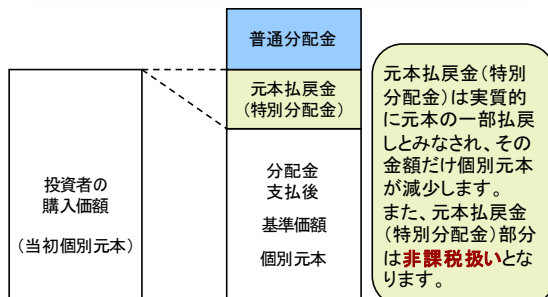 普通分配金
元本払戻金
(特別分配金)
投資者の
購入価額
(当初個別元本)
分配金
支払後
基準価額
個別元本
元本払戻金(特別
分配金)は実質的
に元本の一部払戻
しとみなされ、その
金額だけ個別元本
が減少します。
また、元本払戻金
(特別分配金)部分
は非課税扱いとな
ります。